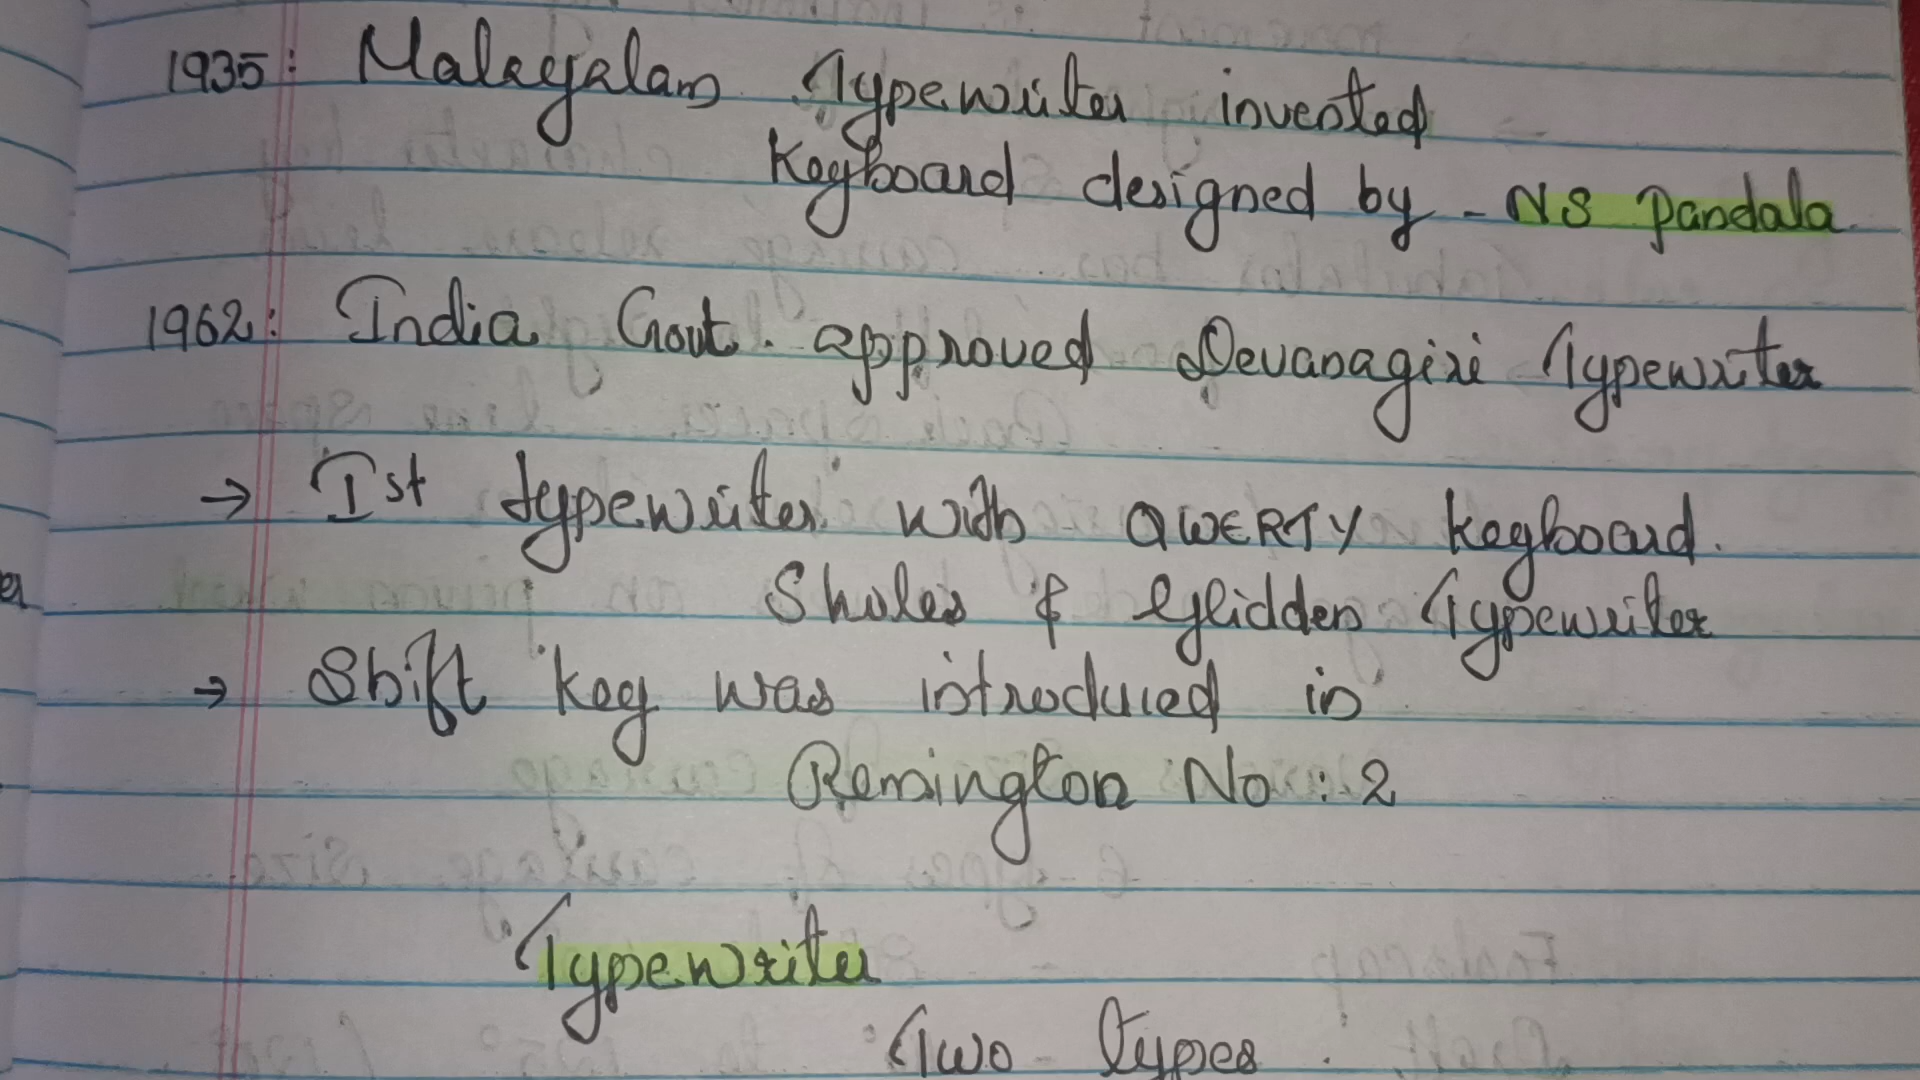 1935: Malayalam Typewriter invented
Keyboard designed by - NS Pandala
1962: India Govt. approved Devanagiri Typewriter
→ Ist typewriter with QWERTY keyboard.
Sholes & Glidden Typewriter
→ Shift key was introduced in
Remington No: 2
Typewriter
Two types